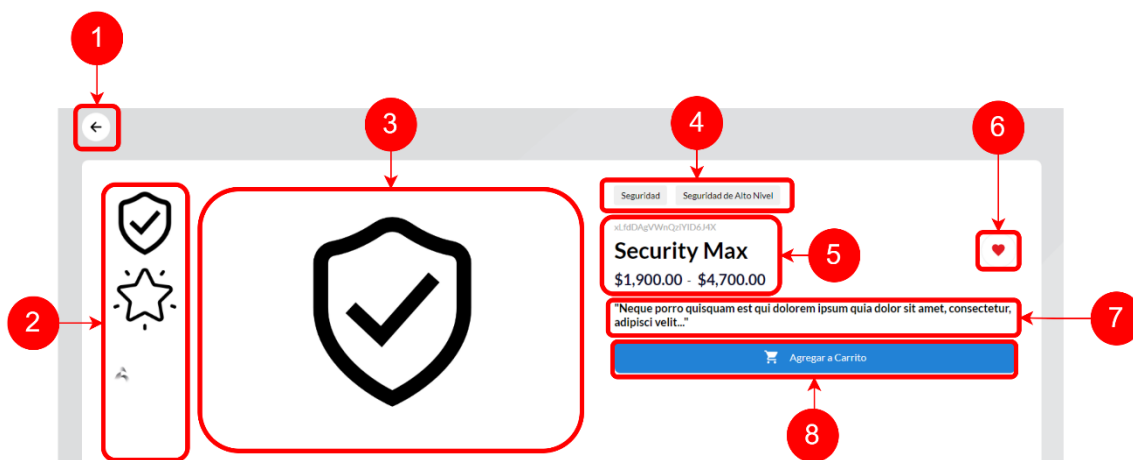 1
3
4
6
Seguridad Seguridad de Alto Nivel
Security Max
5
$1,900.00 - $4,700.00
2
"Neque porro quisquam est qui dolorem ipsum quia dolor sit amet, consectetur,
adipisci velit..."
7
Agregar a Carrito
8